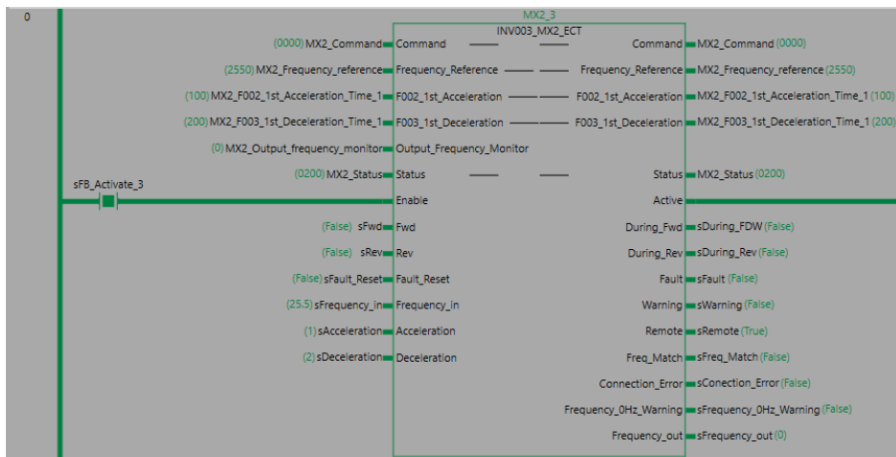 0
MX2_3
INV003_MX2_ECT
(0000) MX2_Command Command Command MX2_Command (0000)
(2550) MX2_Frequency_reference Frequency_Reference Frequency_Reference MX2_Frequency_reference (2550)
(100) MX2_F002_1st_Acceleration_Time_1 F002_1st_Acceleration F002_1st_Acceleration MX2_F002_1st_Acceleration_Time_1 (100)
(200) MX2_F003_1st_Deceleration_Time_1 F003_1st_Deceleration F003_1st_Deceleration MX2_F003_1st_Deceleration_Time_1 (200)
(0) MX2_Output_frequency_monitor Output_Frequency_Monitor
(0200) MX2_Status Status Status MX2_Status (0200)
sFB_Activate_3
Enable Active
(False) sFwd Fwd During_Fwd sDuring_FDW (False)
(False) sRev Rev During_Rev sDuring_Rev (False)
(False) sFault_Reset Fault_Reset Fault sFault (False)
(25.5) sFrequency_in Frequency_in Warning sWarning (False)
(1) sAcceleration Acceleration Remote sRemote (True)
(2) sDeceleration Deceleration Freq_Match sFreq_Match (False)
Connection_Error sConection_Error (False)
Frequency_0Hz_Warning sFrequency_0Hz_Warning (False)
Frequency_out sFrequency_out (0)